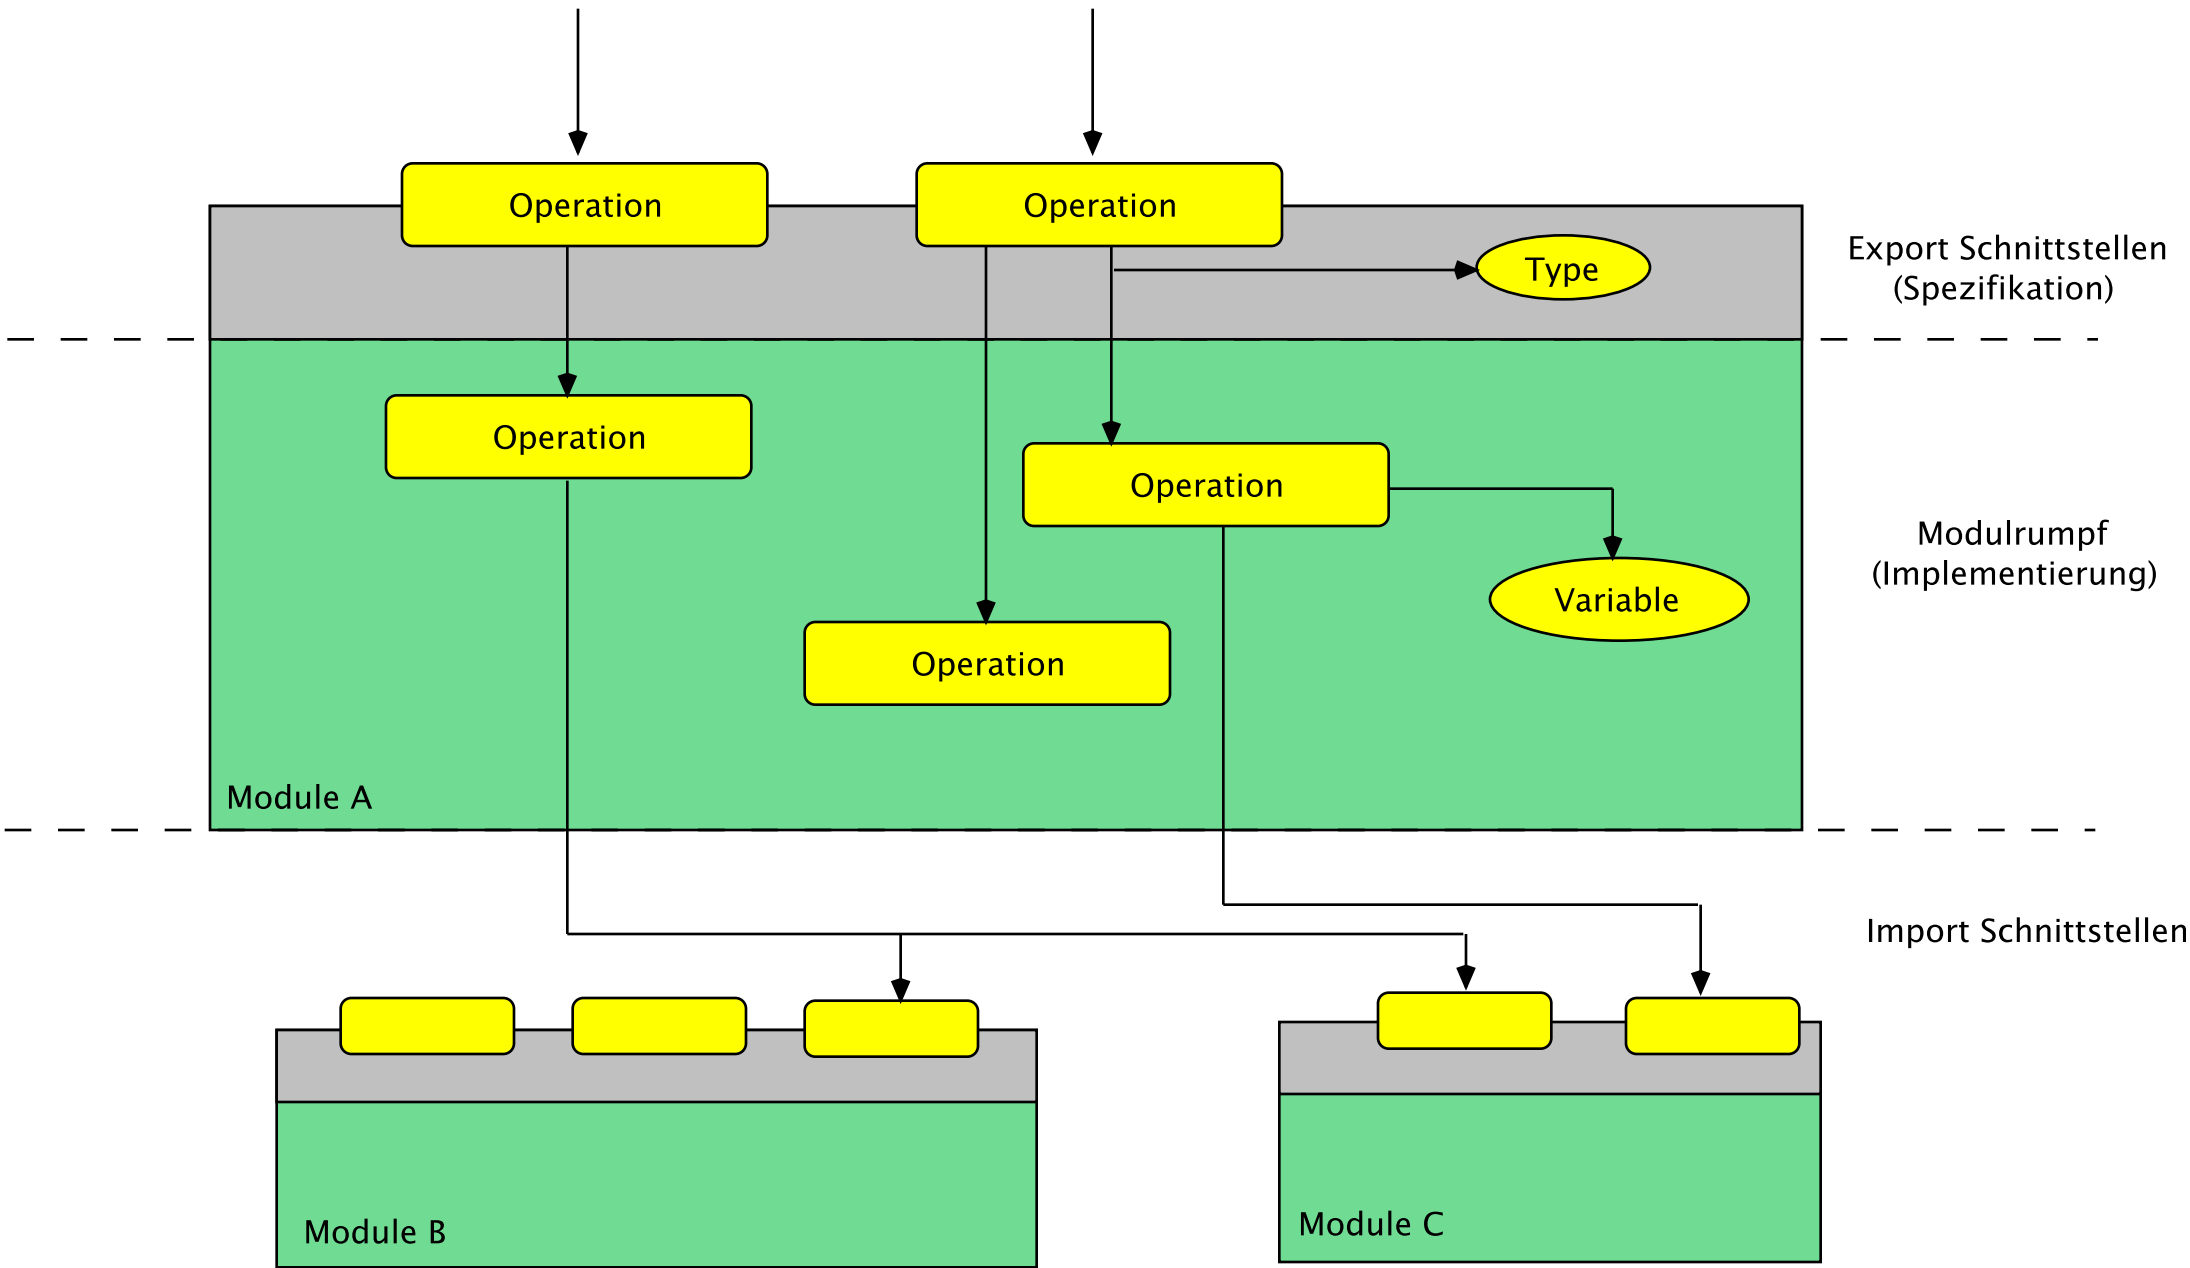 Operation
Operation
Type
Export Schnittstellen
(Spezifikation)
Operation
Operation
Modulrumpf
(Implementierung)
Variable
Operation
Module A
Import Schnittstellen
Module B
Module C